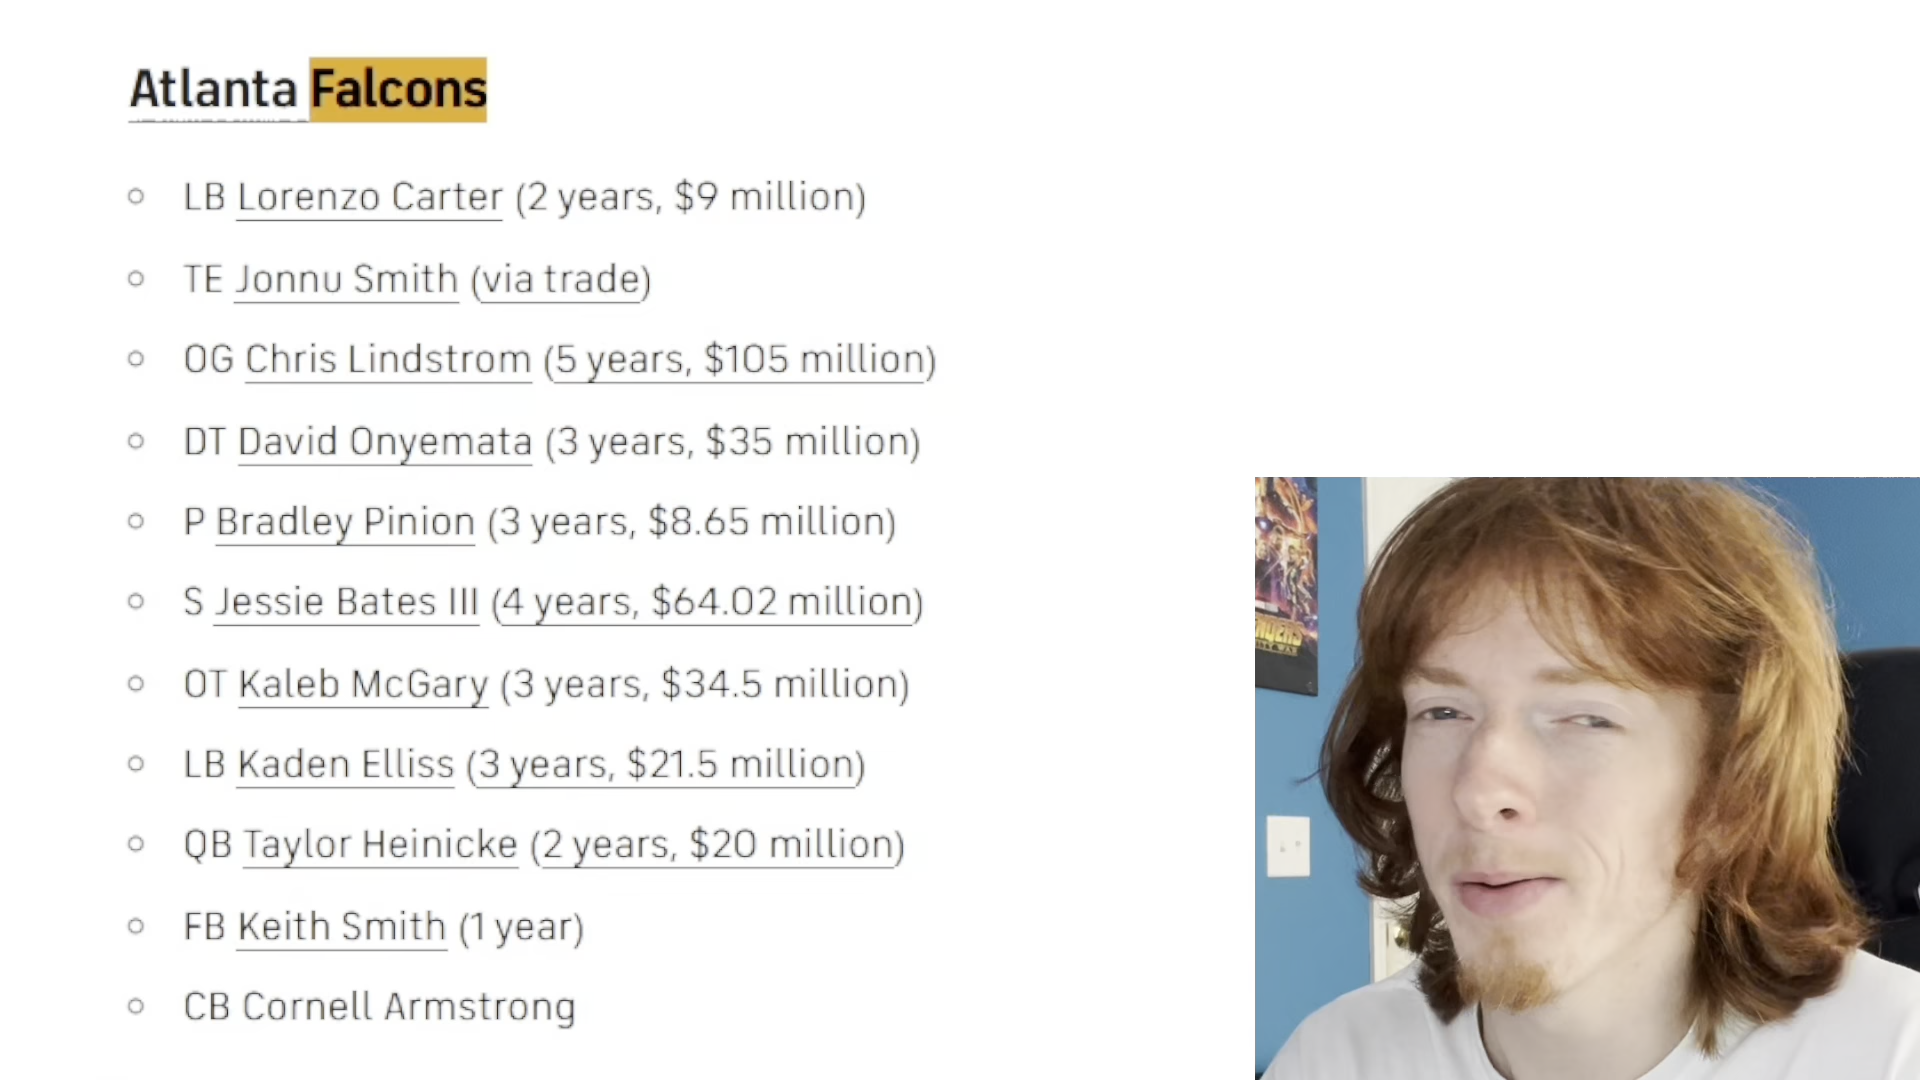 Atlanta Falcons
LB Lorenzo Carter (2 years, $9 million)
TE Jonnu Smith (via trade)
OG Chris Lindstrom (5 years, $105 million)
DT David Onyemata (3 years, $35 million)
P Bradley Pinion (3 years, $8.65 million)
S Jessie Bates III (4 years, $64.02 million)
OT Kaleb McGary (3 years, $34.5 million)
LB Kaden Elliss (3 years, $21.5 million)
QB Taylor Heinicke (2 years, $20 million)
FB Keith Smith (1 year)
CB Cornell Armstrong